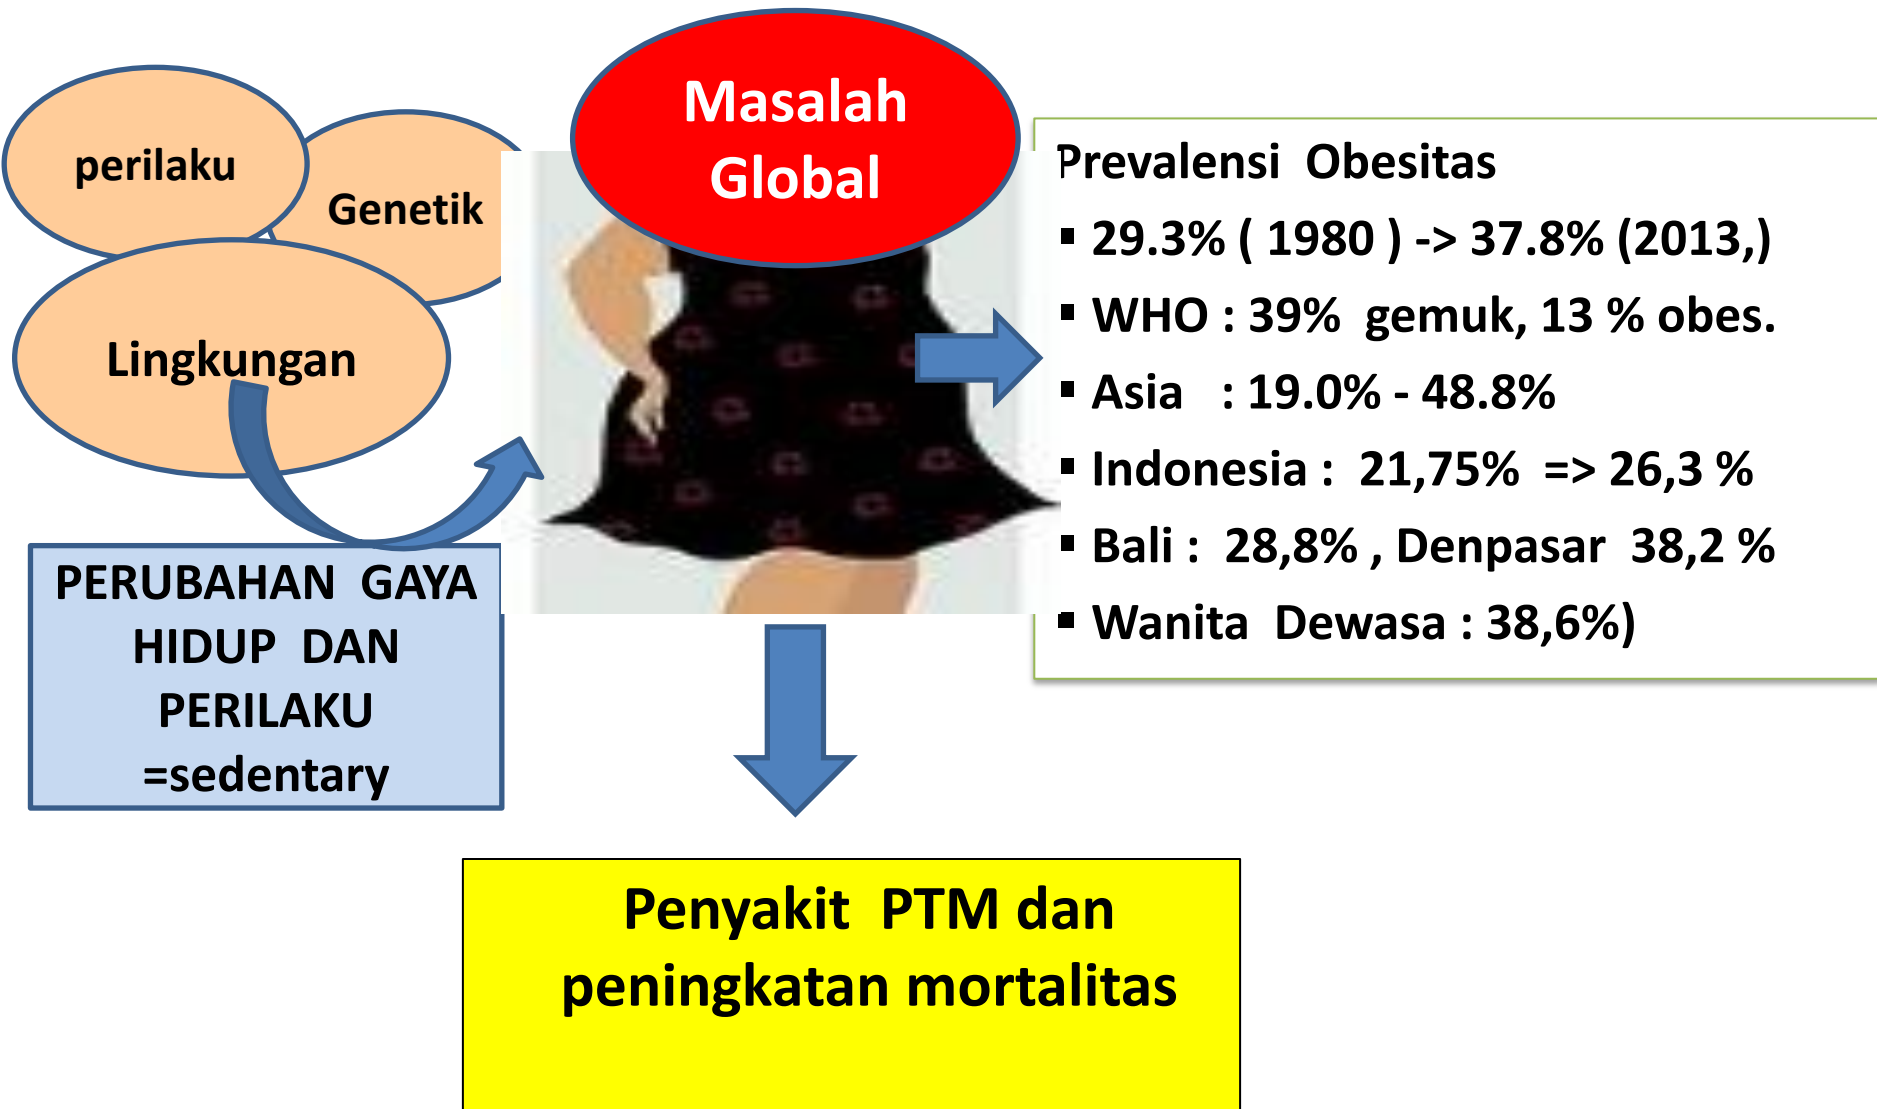 perilaku
Genetik
Lingkungan
PERUBAHAN GAYA
HIDUP DAN
PERILAKU
=sedentary
Masalah
Global
Prevalensi Obesitas
▪ 29.3% ( 1980 ) -> 37.8% (2013,)
▪ WHO : 39% gemuk, 13 % obes.
▪ Asia : 19.0% - 48.8%
▪ Indonesia : 21,75% => 26,3 %
▪ Bali : 28,8% , Denpasar 38,2 %
▪ Wanita Dewasa : 38,6%)
Penyakit PTM dan
peningkatan mortalitas